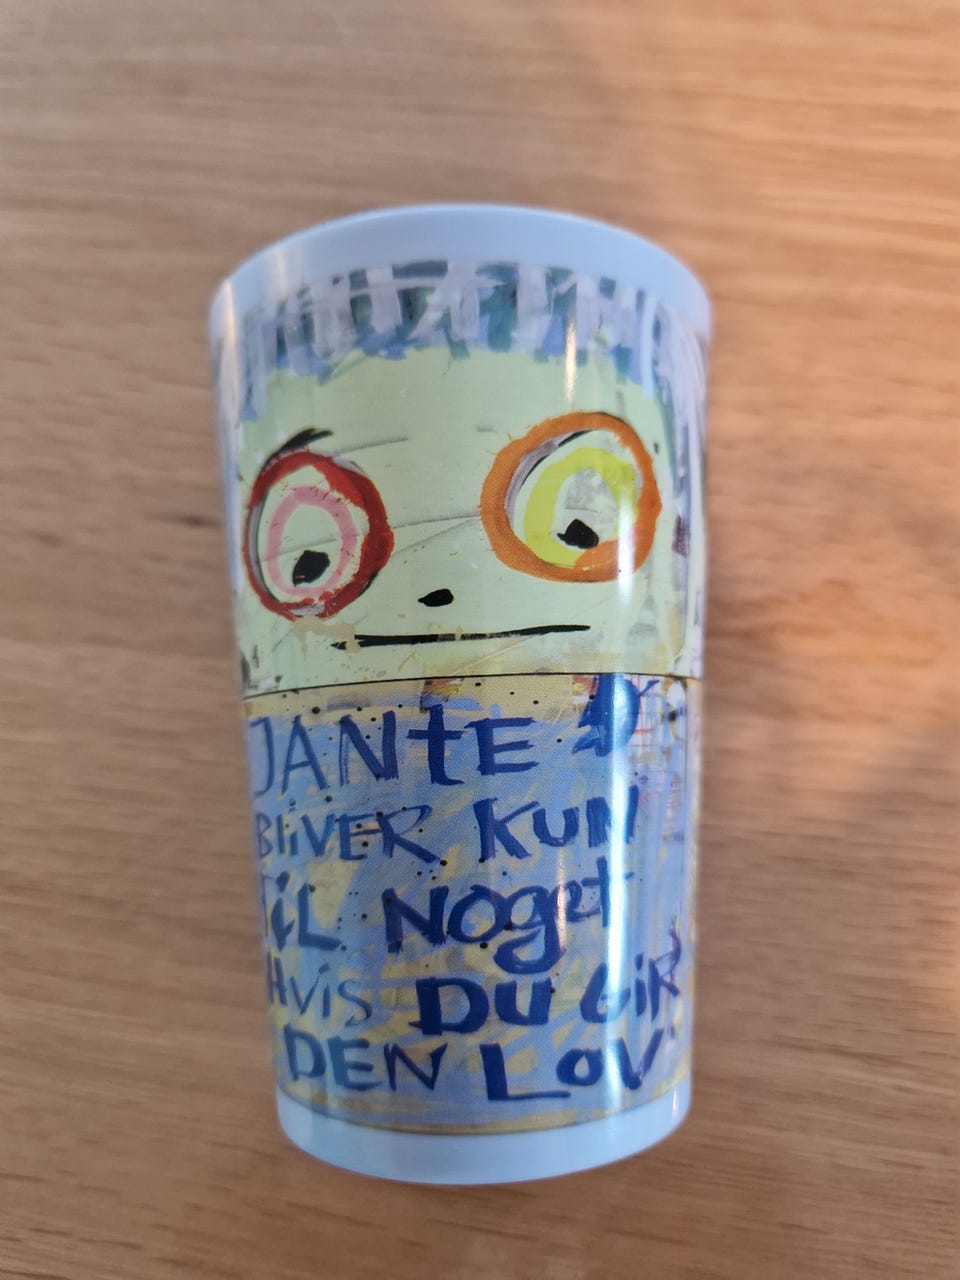 JANtE
BliVER KUN
TiL Noget
HViS DU GiR
DEN LoV